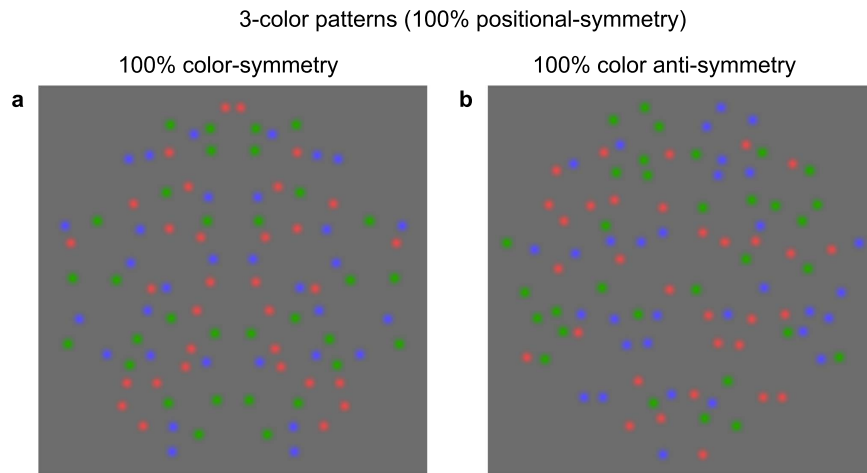 3-color patterns (100% positional-symmetry)
100% color-symmetry
100% color anti-symmetry
a
b